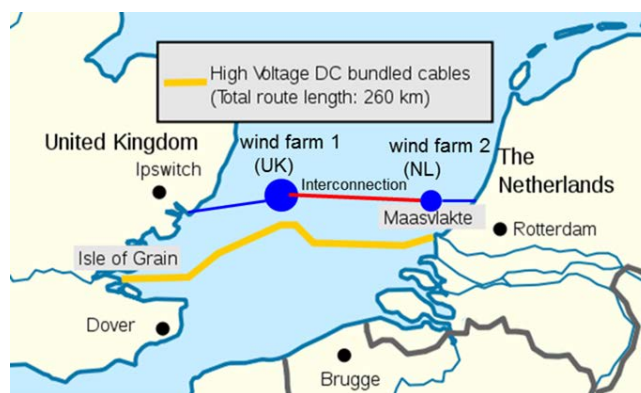 High Voltage DC bundled cables
(Total route length: 260 km)
United Kingdom
Ipswitch
wind farm 1
(UK)
wind farm 2
(NL)
Interconnection
The
Netherlands
Maasvlakte
Rotterdam
Isle of Grain
Dover
Brugge